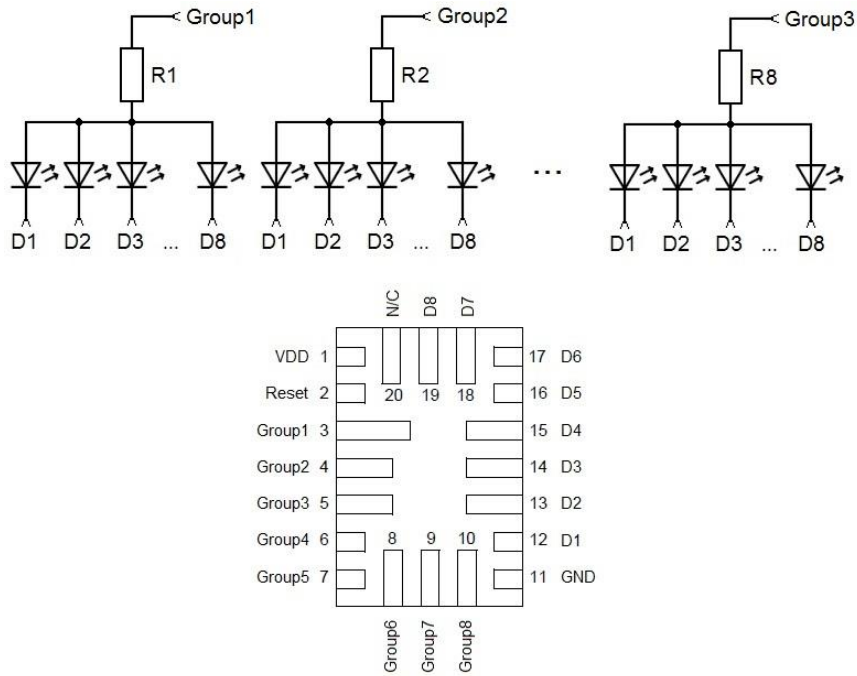 Group1 Group2 Group3
R1 R2 R8
...
D1 D2 D3 ... D8 D1 D2 D3 ... D8 D1 D2 D3 ... D8
N/C D8 D7
VDD 1 17 D6
Reset 2 20 19 18 16 D5
Group1 3 15 D4
Group2 4 14 D3
Group3 5 13 D2
Group4 6 8 9 10 12 D1
Group5 7 11 GND
Group6 Group7 Group8